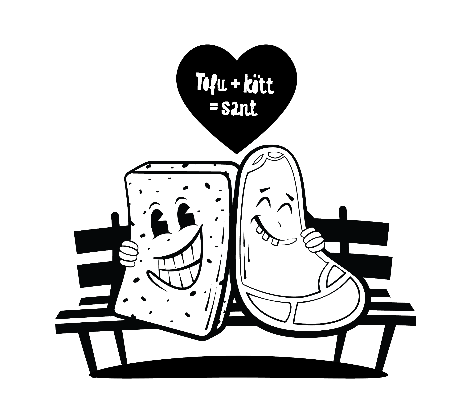 Tofu + kött
= sant